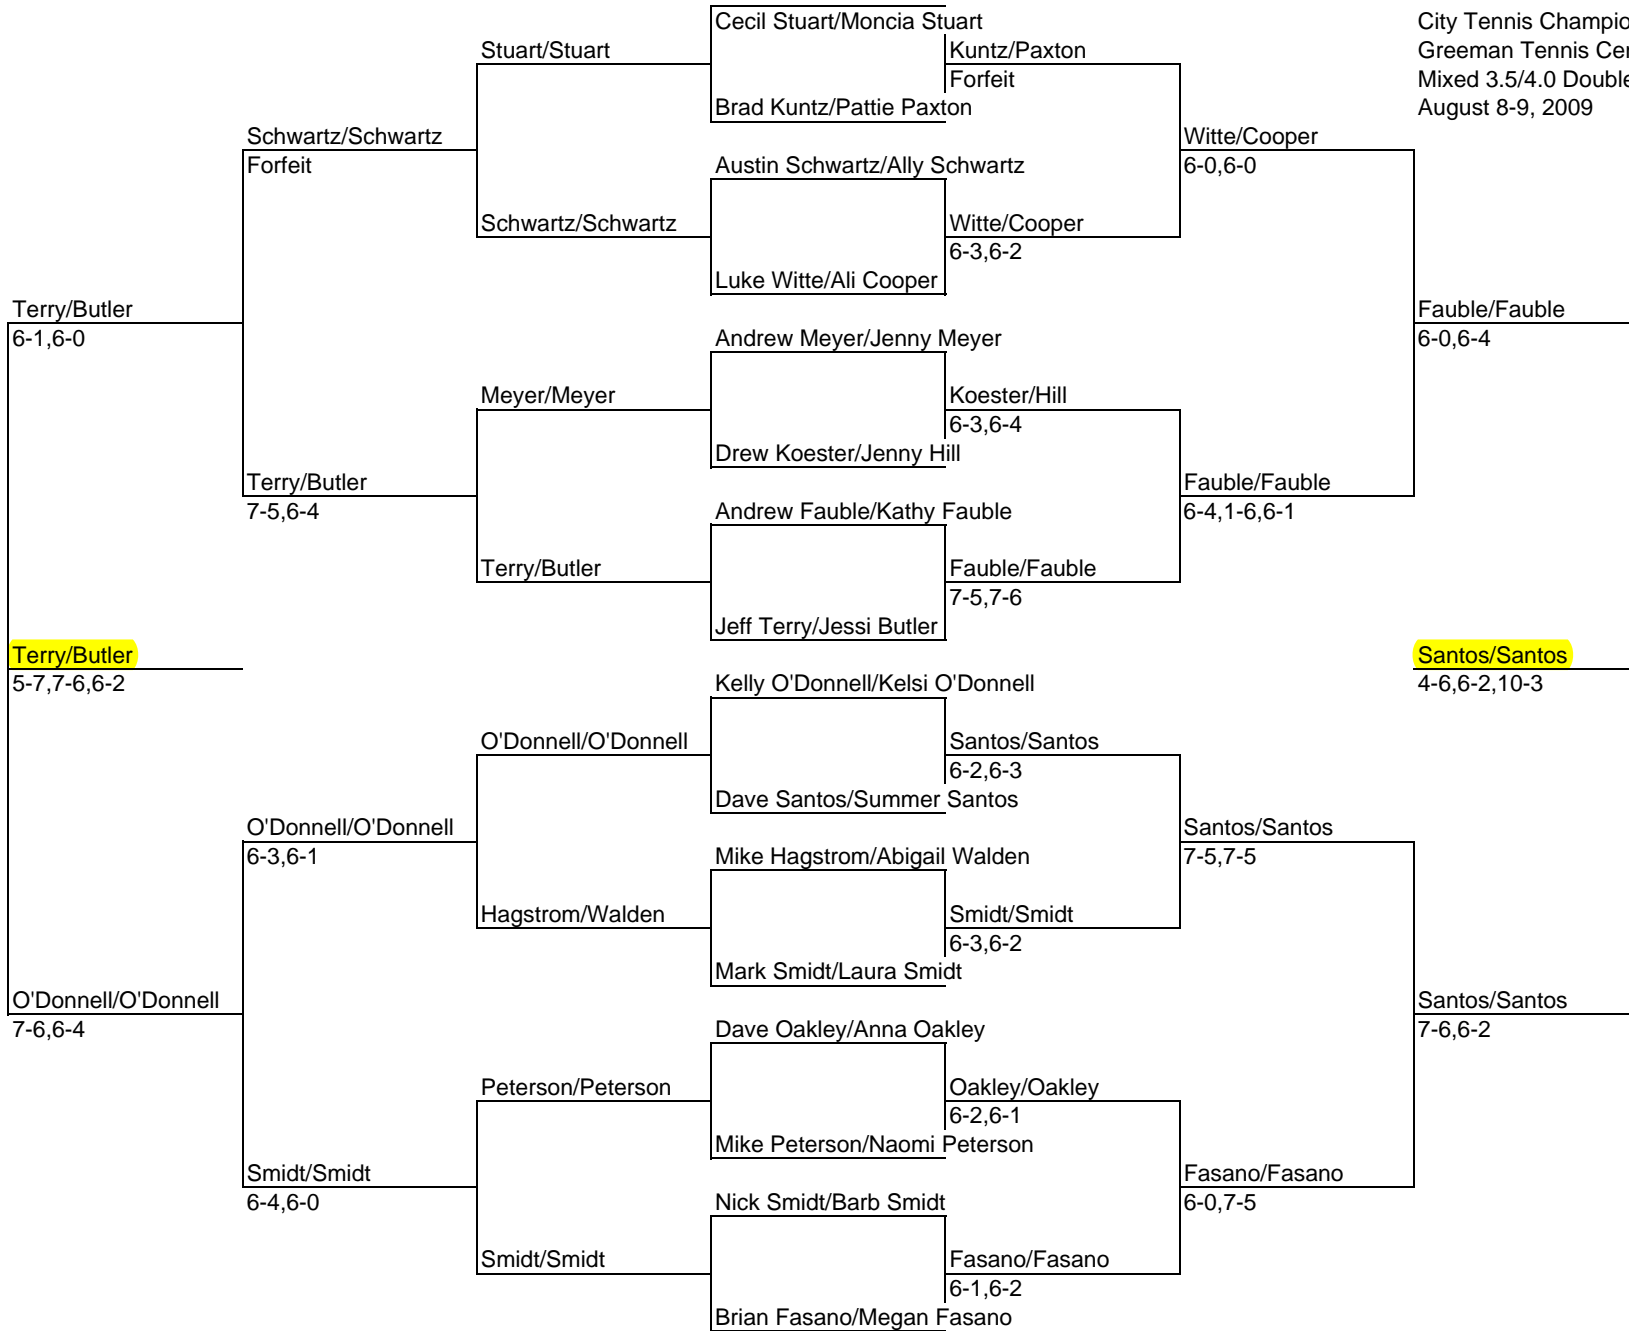 Cecil Stuart/Moncia Stuart
City Tennis Champio
Stuart/Stuart
Kuntz/Paxton
Greeman Tennis Cer
Forfeit
Mixed 3.5/4.0 Double
Brad Kuntz/Pattie Paxton
August 8-9, 2009
Schwartz/Schwartz
Witte/Cooper
Forfeit
Austin Schwartz/Ally Schwartz
6-0,6-0
Schwartz/Schwartz
Witte/Cooper
6-3,6-2
Luke Witte/Ali Cooper
Terry/Butler
Fauble/Fauble
6-1,6-0
Andrew Meyer/Jenny Meyer
6-0,6-4
Meyer/Meyer
Koester/Hill
6-3,6-4
Drew Koester/Jenny Hill
Terry/Butler
Fauble/Fauble
7-5,6-4
Andrew Fauble/Kathy Fauble
6-4,1-6,6-1
Terry/Butler
Fauble/Fauble
7-5,7-6
Jeff Terry/Jessi Butler
Terry/Butler
Santos/Santos
5-7,7-6,6-2
Kelly O'Donnell/Kelsi O'Donnell
4-6,6-2,10-3
O'Donnell/O'Donnell
Santos/Santos
6-2,6-3
Dave Santos/Summer Santos
O'Donnell/O'Donnell
Santos/Santos
6-3,6-1
Mike Hagstrom/Abigail Walden
7-5,7-5
Hagstrom/Walden
Smidt/Smidt
6-3,6-2
Mark Smidt/Laura Smidt
O'Donnell/O'Donnell
Santos/Santos
7-6,6-4
Dave Oakley/Anna Oakley
7-6,6-2
Peterson/Peterson
Oakley/Oakley
6-2,6-1
Mike Peterson/Naomi Peterson
Smidt/Smidt
Fasano/Fasano
6-4,6-0
Nick Smidt/Barb Smidt
6-0,7-5
Smidt/Smidt
Fasano/Fasano
6-1,6-2
Brian Fasano/Megan Fasano